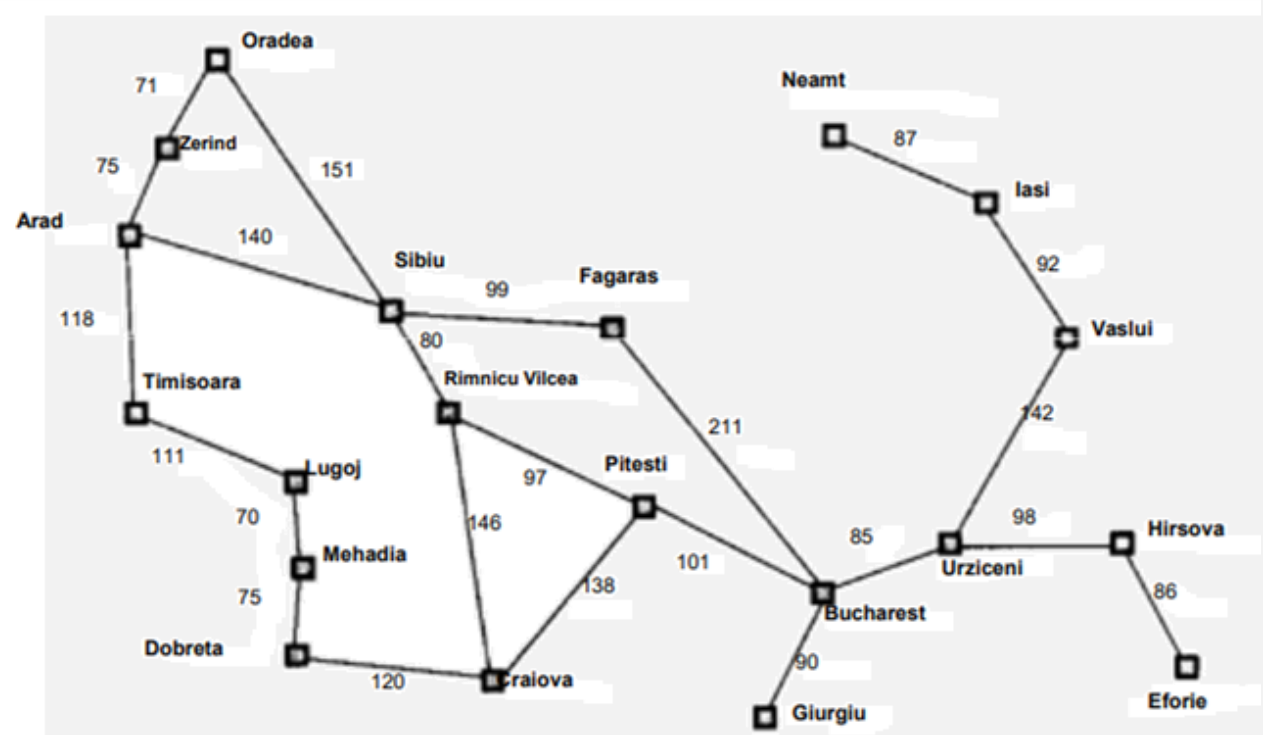 Oradea
Neamt
71
87
Zerind
75
151
Iasi
Arad
140
Sibiu
92
Fagaras
99
118
Vaslui
80
Timisoara
Rimnicu Vilcea
142
211
111
Lugoj
Pitesti
97
70
146
98
Hirsova
85
Mehadia
101
Urziceni
75
138
86
Bucharest
Dobreta
90
120
Craiova
Eforie
Giurgiu